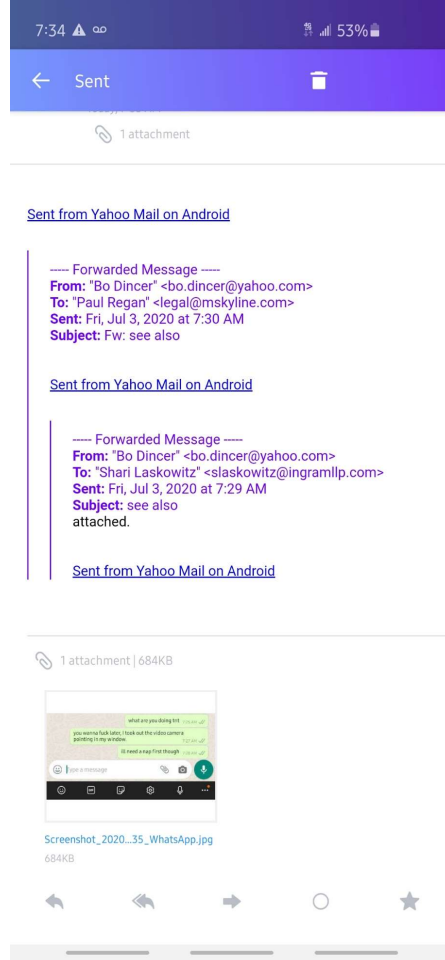 7:34
4G 53%
Sent
1 attachment
Sent from Yahoo Mail on Android
----- Forwarded Message -----
From: "Bo Dincer" <bo.dincer@yahoo.com>
To: "Paul Regan" <legal@mskyline.com>
Sent: Fri, Jul 3, 2020 at 7:30 AM
Subject: Fw: see also
Sent from Yahoo Mail on Android
----- Forwarded Message -----
From: "Bo Dincer" <bo.dincer@yahoo.com>
To: "Shari Laskowitz" <slaskowitz@ingramllp.com>
Sent: Fri, Jul 3, 2020 at 7:29 AM
Subject: see also
attached.
Sent from Yahoo Mail on Android
1 attachment | 684KB
what are you doing tnt
you wanna fuck later, I took out the video camera
pointing in my window.
ill need a nap first though
Type a message
GIF
Screenshot_2020...35_WhatsApp.jpg
684KB